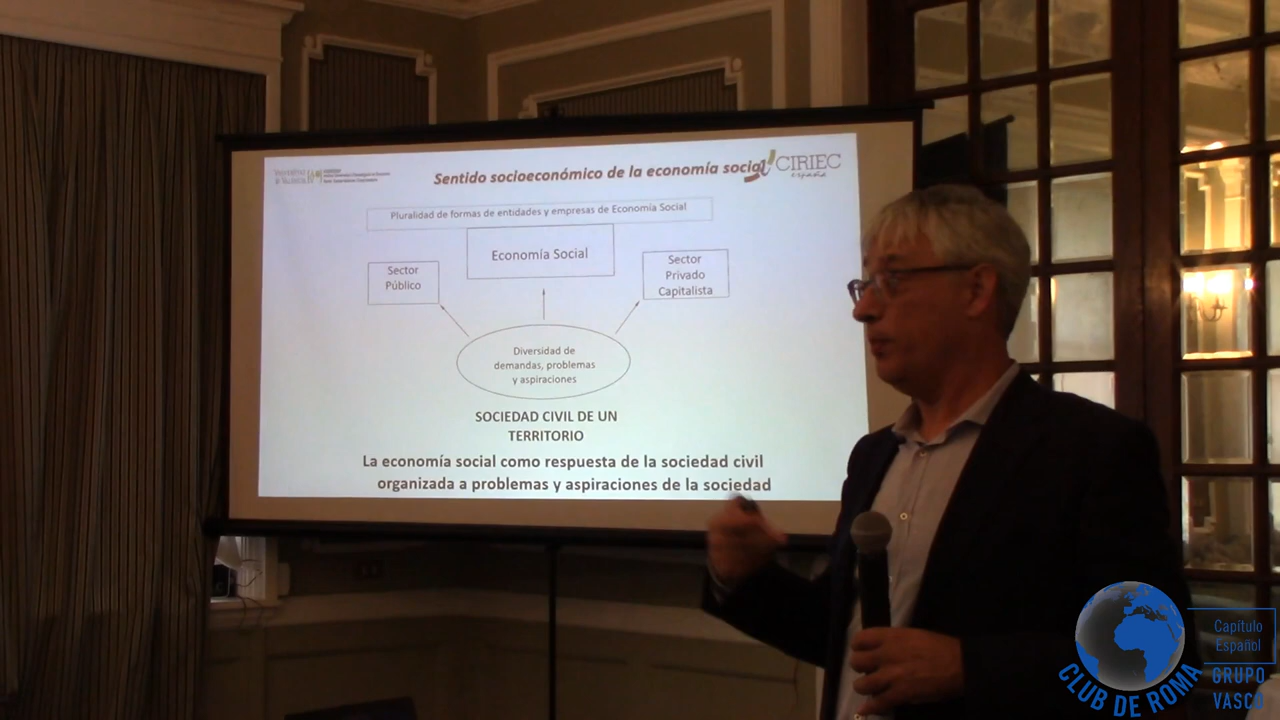 Sentido socioeconómico de la economía social
CIRIEC
españa
Pluralidad de formas de entidades y empresas de Economía Social
Economía Social
Sector
Público
Sector
Privado
Capitalista
Diversidad de
demandas, problemas
y aspiraciones
SOCIEDAD CIVIL DE UN
TERRITORIO
La economía social como respuesta de la sociedad civil
organizada a problemas y aspiraciones de la sociedad
CLUB DE ROMA
Capítulo
Español
GRUPO
VASCO